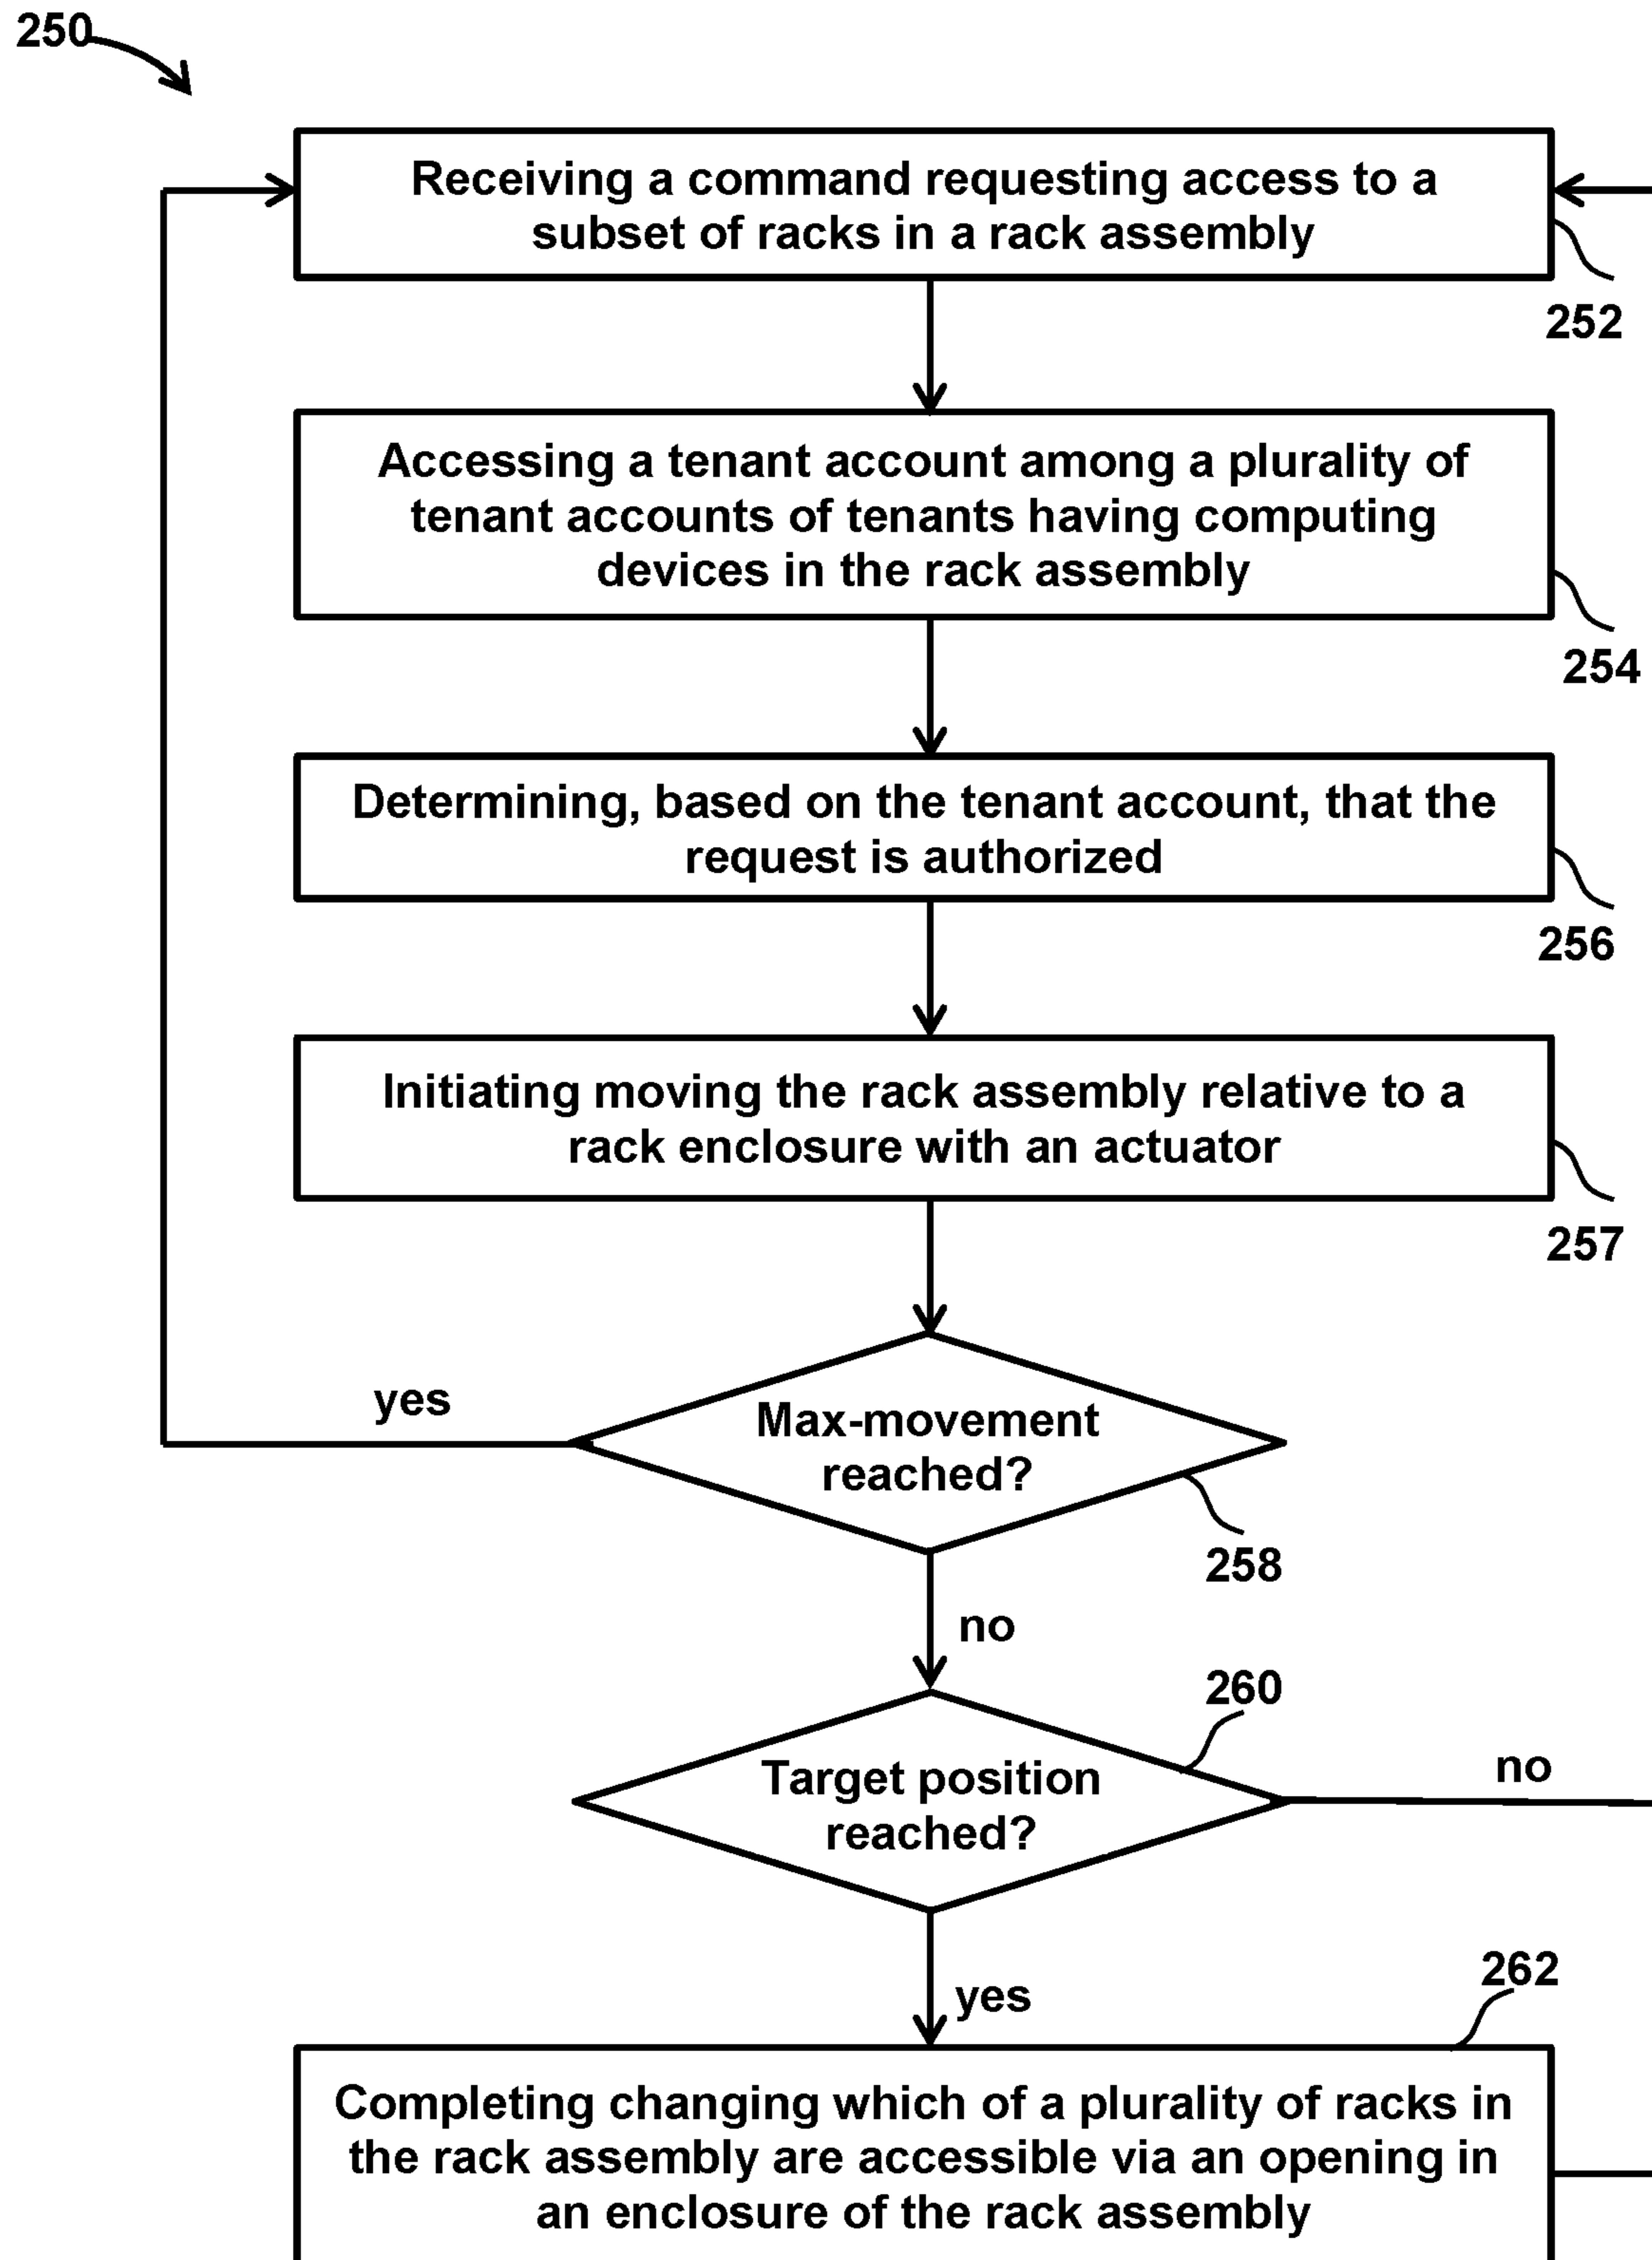 250
Receiving a command requesting access to a
subset of racks in a rack assembly
252
Accessing a tenant account among a plurality of
tenant accounts of tenants having computing
devices in the rack assembly
254
Determining, based on the tenant account, that the
request is authorized
256
Initiating moving the rack assembly relative to a
rack enclosure with an actuator
257
yes
Max-movement
reached?
258
no
260
Target position
reached?
no
yes
262
Completing changing which of a plurality of racks in
the rack assembly are accessible via an opening in
an enclosure of the rack assembly